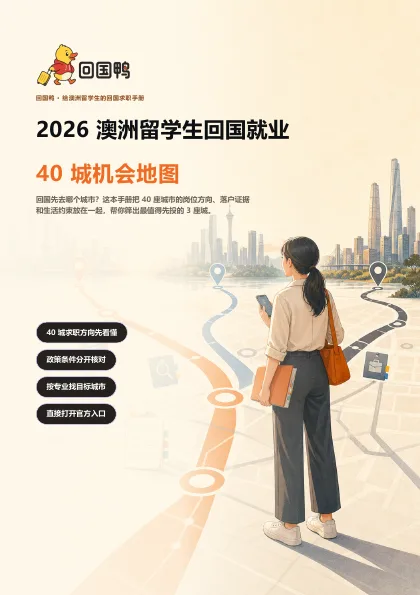 回国鸭
回国鸭·给澳洲留学生的回国求职手册
2026 澳洲留学生回国就业
40 城机会地图
回国先去哪个城市？这本手册把 40 座城市的岗位方向、落户证据
和生活约束放在一起，帮你筛出最值得先投的 3 座城。
40 城求职方向先看懂
政策条件分开核对
按专业找目标城市
直接打开官方入口